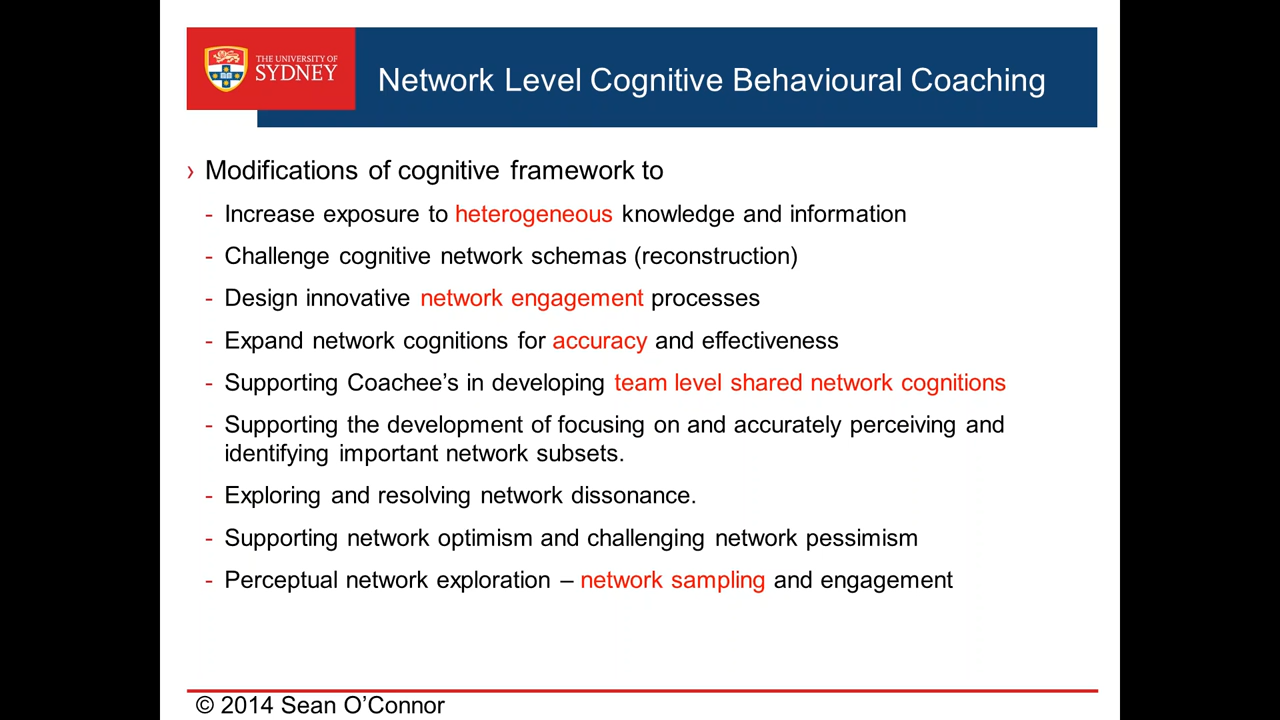 THE UNIVERSITY OF
SYDNEY
Network Level Cognitive Behavioural Coaching
› Modifications of cognitive framework to
- Increase exposure to heterogeneous knowledge and information
- Challenge cognitive network schemas (reconstruction)
- Design innovative network engagement processes
- Expand network cognitions for accuracy and effectiveness
- Supporting Coachee’s in developing team level shared network cognitions
- Supporting the development of focusing on and accurately perceiving and
identifying important network subsets.
- Exploring and resolving network dissonance.
- Supporting network optimism and challenging network pessimism
- Perceptual network exploration – network sampling and engagement
© 2014 Sean O’Connor